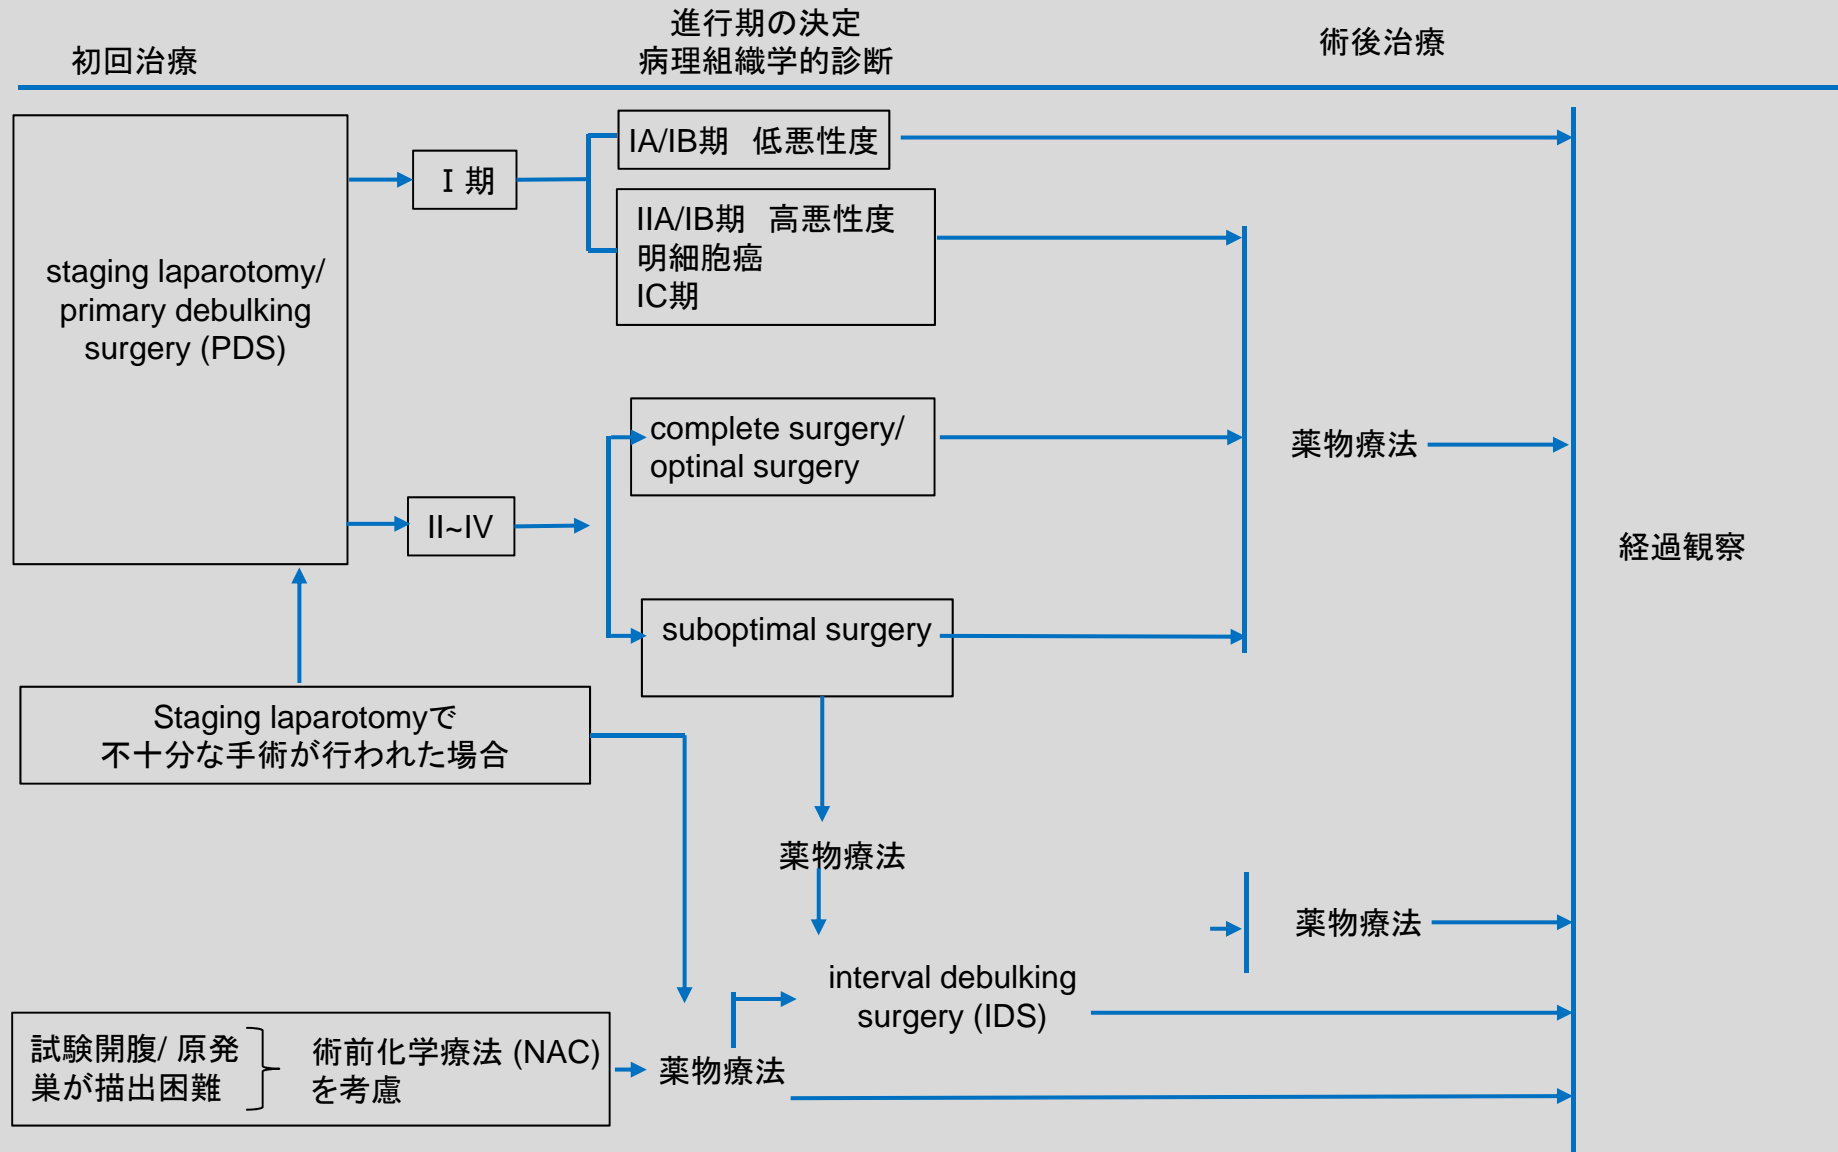 初回治療
進行期の決定
病理組織学的診断
術後治療
staging laparotomy/
primary debulking
surgery (PDS)
Ⅰ期
IA/IB期 低悪性度
IIA/IB期 高悪性度
明細胞癌
IC期
complete surgery/
optinal surgery
II~IV
suboptimal surgery
薬物療法
経過観察
Staging laparotomyで
不十分な手術が行われた場合
薬物療法
薬物療法
interval debulking
surgery (IDS)
試験開腹/ 原発
巣が描出困難
術前化学療法 (NAC)
を考慮
薬物療法